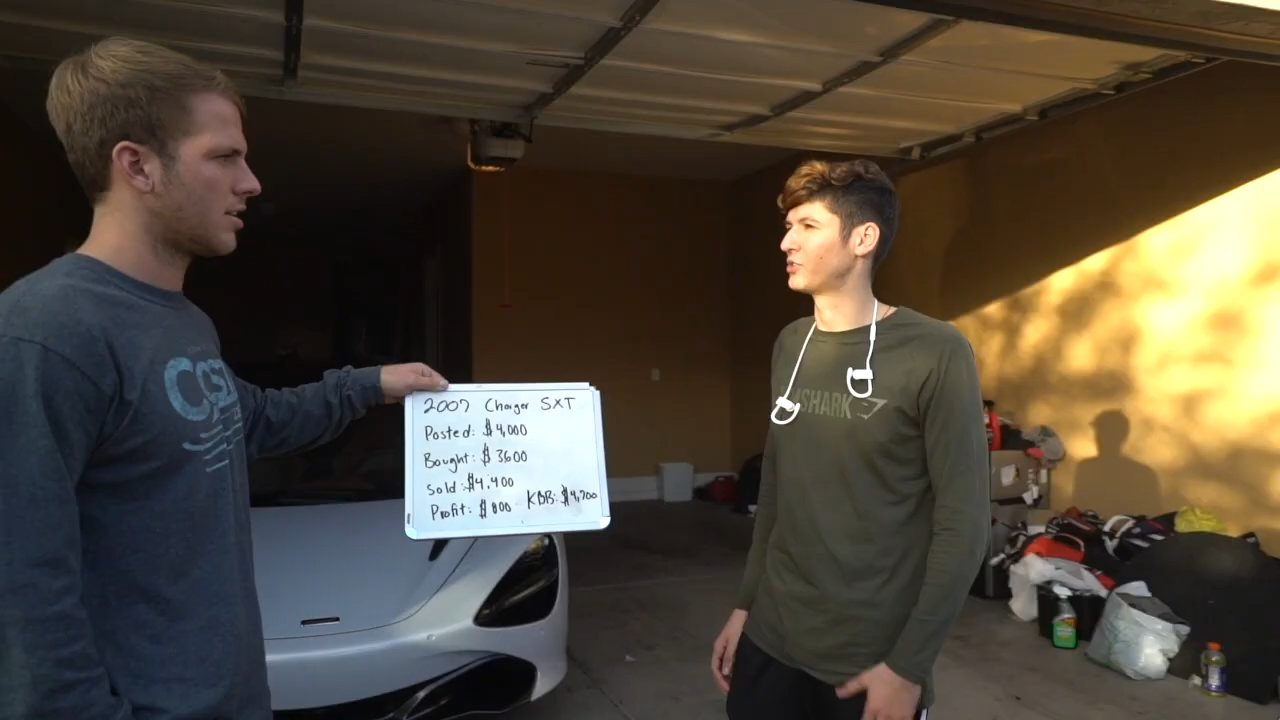 2007 Charger SXT
Posted: $4,000
Bought: $3600
Sold: $4.400
Profit: $800 KBB: $4,700
SHARK